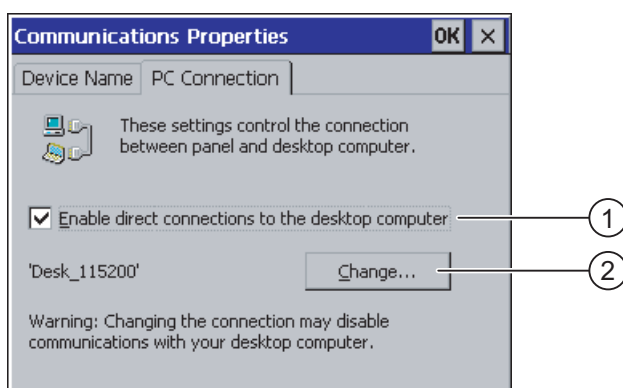 Communications Properties OK ×
Device Name PC Connection
These settings control the connection
between panel and desktop computer.
Enable direct connections to the desktop computer 1
'Desk_115200' Change... 2
Warning: Changing the connection may disable
communications with your desktop computer.